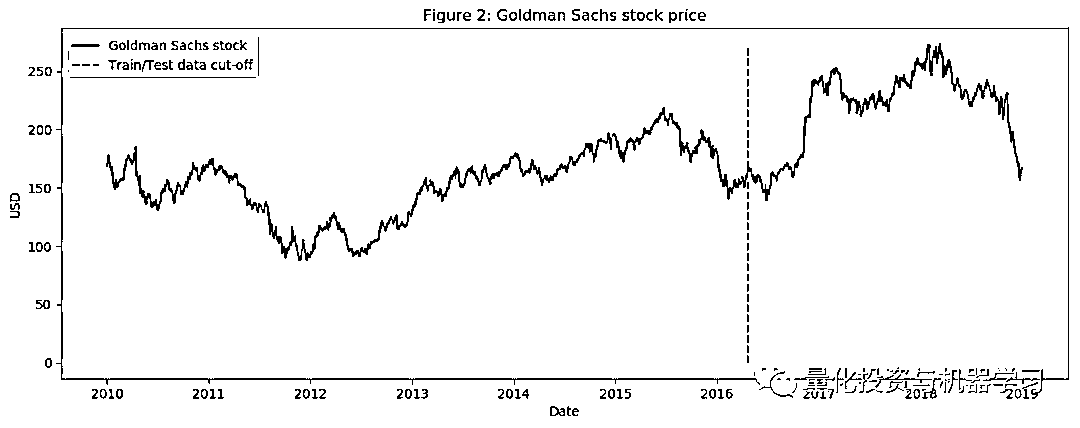 Figure 2: Goldman Sachs stock price
Goldman Sachs stock
Train/Test data cut-off
250
200
150
100
50
0
USD
2010 2011 2012 2013 2014 2015 2016 2017 2018 2019
量化投资与机器学习
Date